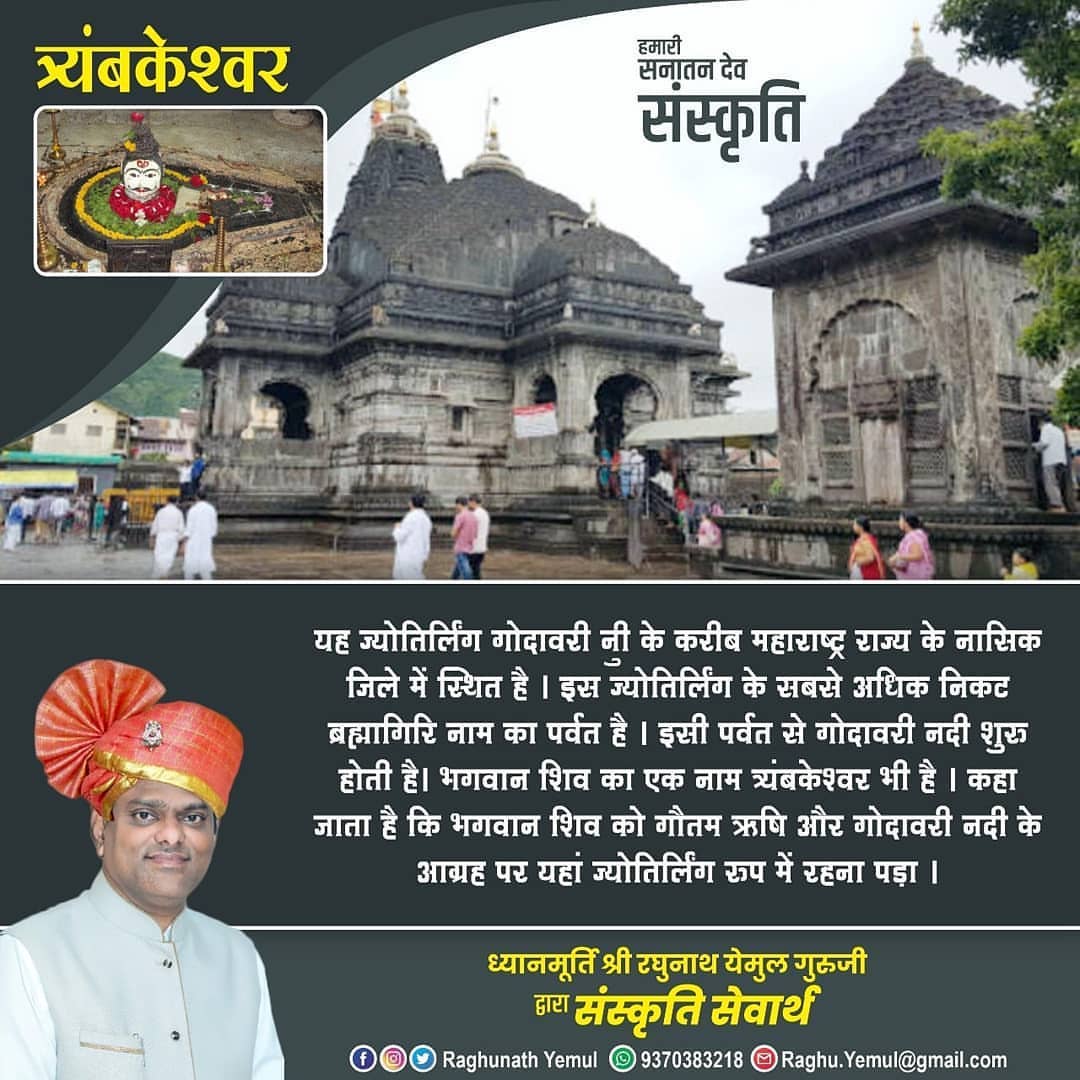 त्र्यंबकेश्वर
हमारी
सनातन देव
संस्कृति
यह ज्योतिर्लिंग गोदावरी नुी के करीब महाराष्ट्र राज्य के नासिक
जिले में स्थित है । इस ज्योतिर्लिंग के सबसे अधिक निकट
ब्रह्मागिरि नाम का पर्वत है । इसी पर्वत से गोदावरी नदी शुरू
होती है। भगवान शिव का एक नाम त्र्यंबकेश्वर भी है । कहा
जाता है कि भगवान शिव को गौतम ऋषि और गोदावरी नदी के
आग्रह पर यहां ज्योतिर्लिंग रुप में रहना पड़ा ।
ध्यानमूर्ति श्री रघुनाथ येमुल गुरुजी
द्वारा संस्कृति सेवार्थ
Raghunath Yemul 9370383218 Raghu.Yemul@gmail.com